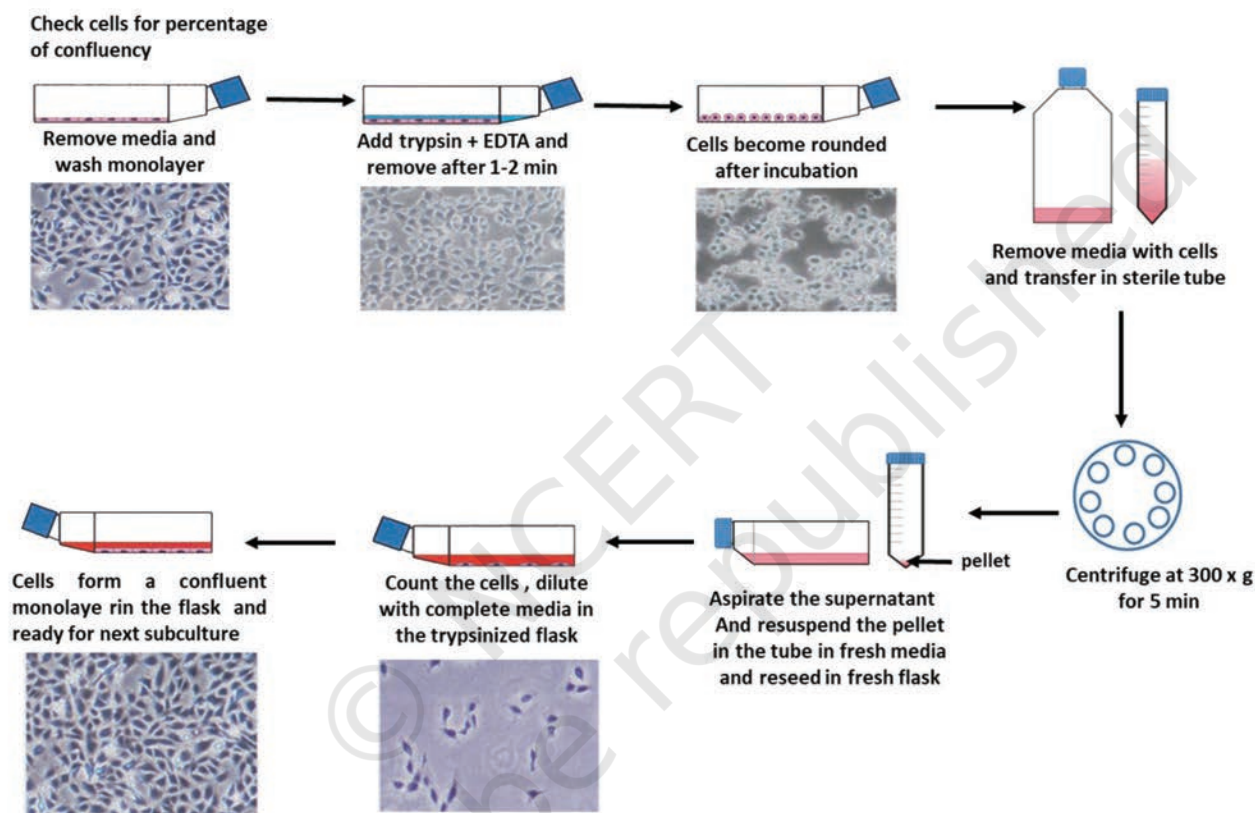 Check cells for percentage
of confluency
Remove media and
wash monolayer
Add trypsin + EDTA and
remove after 1-2 min
Cells become rounded
after incubation
Remove media with cells
and transfer in sterile tube
Centrifuge at 300 x g
for 5 min
pellet
Aspirate the supernatant
And resuspend the pellet
in the tube in fresh media
and reseed in fresh flask
Count the cells , dilute
with complete media in
the trypsinized flask
Cells form a confluent
monolaye rin the flask and
ready for next subculture
© NCERT
be republished